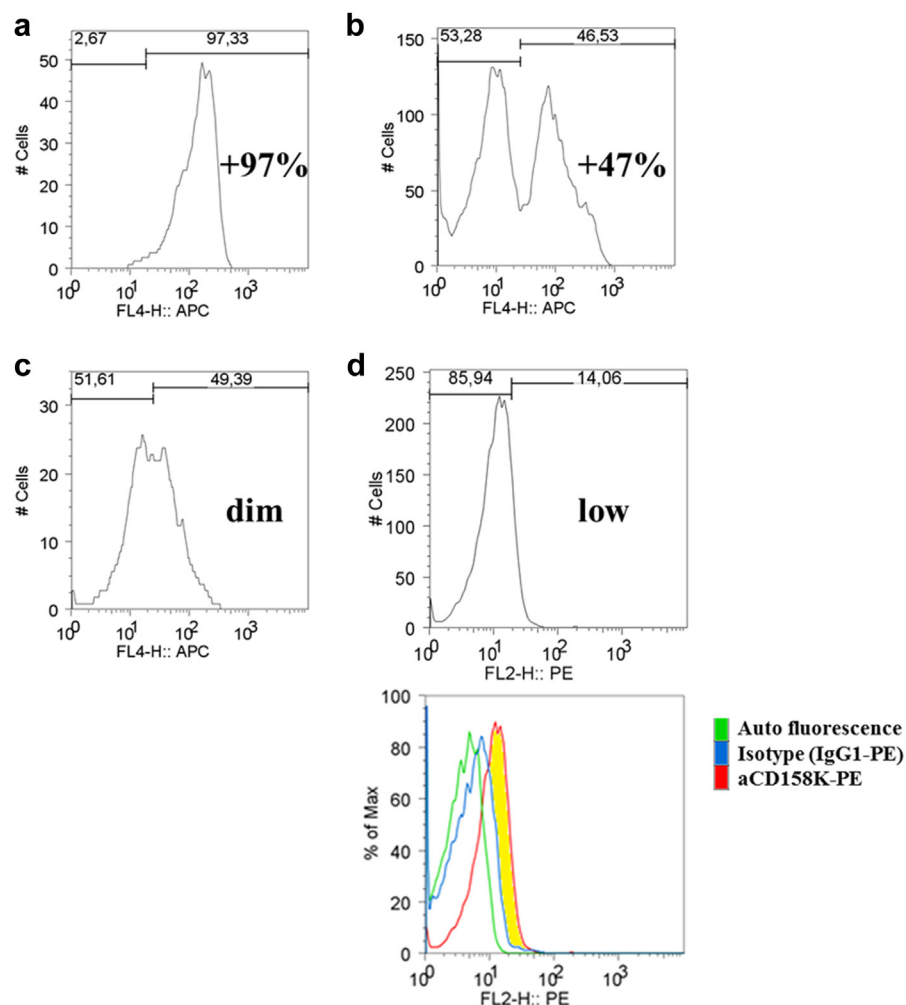 a
2,67 97,33
50
40
30
20
10
0
# Cells
+97%
10^0 10^1 10^2 10^3
FL4-H:: APC
b
53,28 46,53
150
100
50
0
# Cells
+47%
10^0 10^1 10^2 10^3
FL4-H:: APC
c
51,61 49,39
30
20
10
0
# Cells
dim
10^0 10^1 10^2 10^3
FL4-H:: APC
d
85,94 14,06
250
200
150
100
50
0
# Cells
low
10^0 10^1 10^2 10^3
FL2-H:: PE
100
80
60
40
20
0
% of Max
10^0 10^1 10^2 10^3
FL2-H:: PE
Auto fluorescence
Isotype (IgG1-PE)
aCD158K-PE